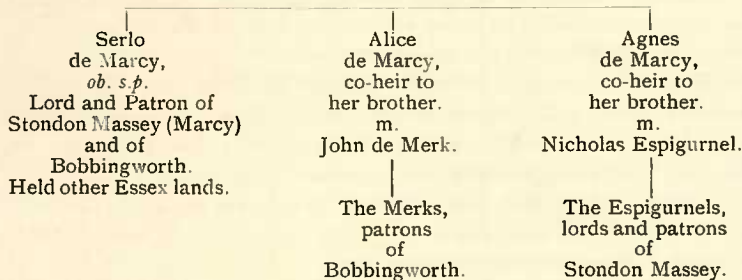 Serlo
de Marcy,
ob. s.p.
Lord and Patron of
Stondon Massey (Marcy)
and of
Bobbingworth.
Held other Essex lands.
Alice
de Marcy,
co-heir to
her brother.
m.
John de Merk.
The Merks,
patrons
of
Bobbingworth.
Agnes
de Marcy,
co-heir to
her brother.
m.
Nicholas Espigurnel.
The Espigurnels,
lords and patrons
of
Stondon Massey.